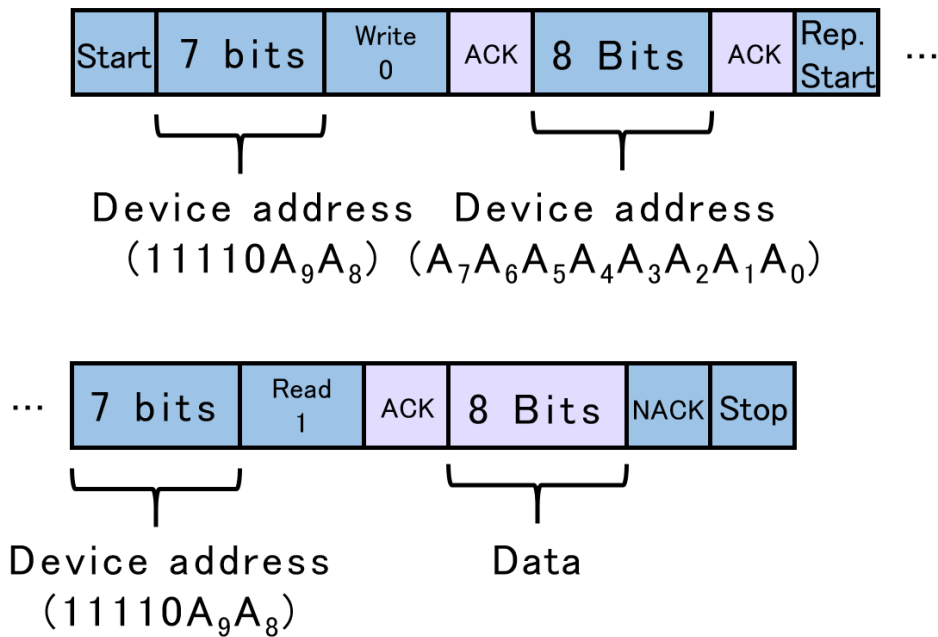 Start 7 bits Write 0 ACK 8 Bits ACK Rep. Start …
Device address Device address
(11110A₉A₈) (A₇A₆A₅A₄A₃A₂A₁A₀)
… 7 bits Read 1 ACK 8 Bits NACK Stop
Device address Data
(11110A₉A₈)